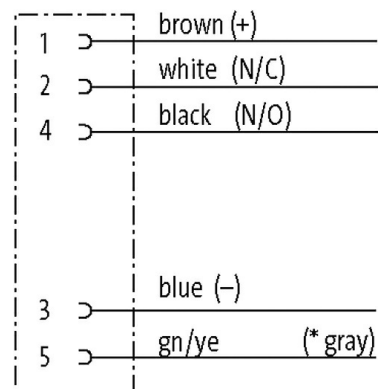 1 brown (+)
2 white (N/C)
4 black (N/O)
3 blue (–)
5 gn/ye (* gray)